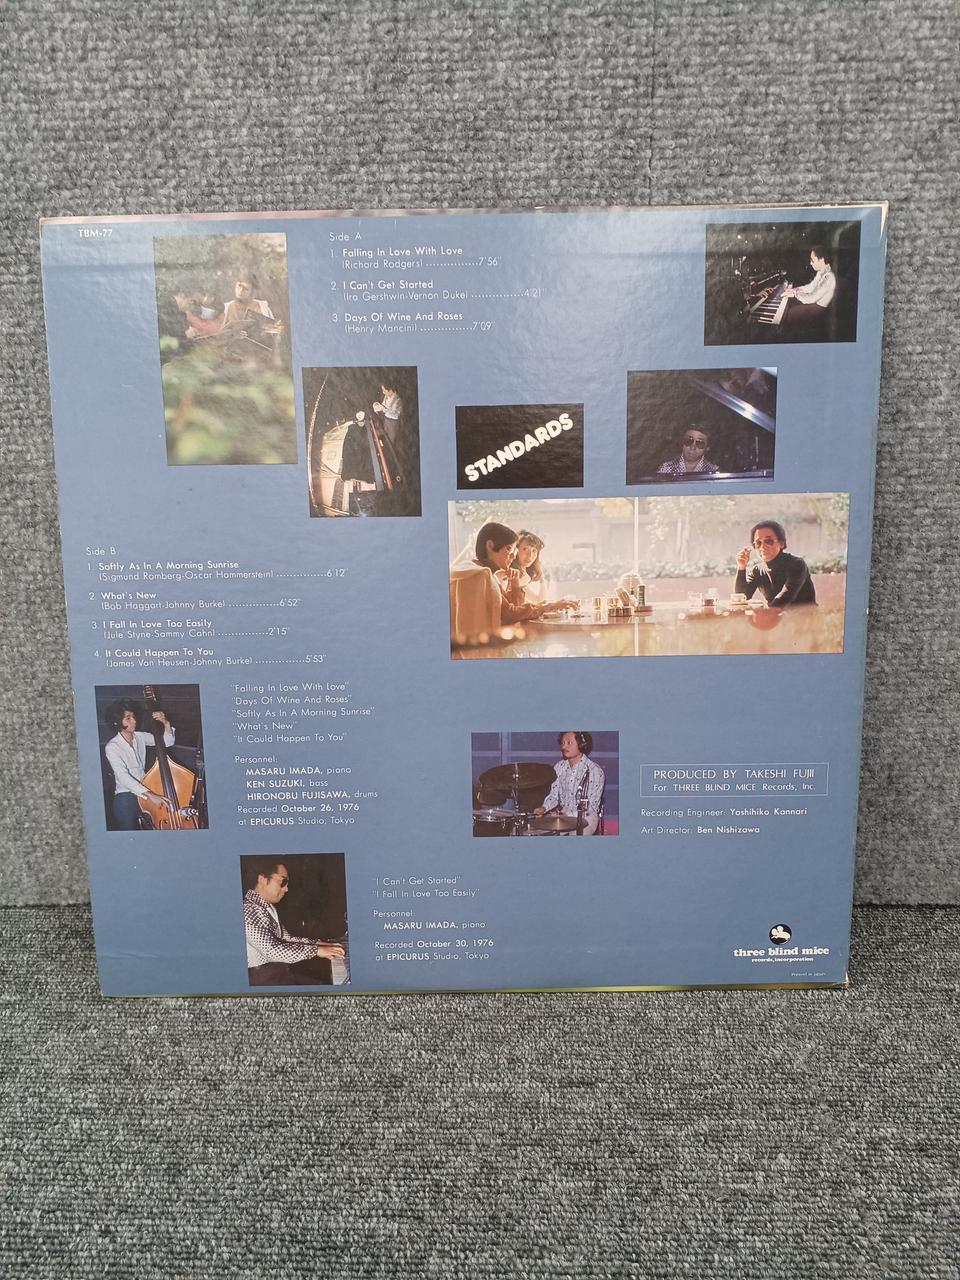 TBM-77
Side A
1. Falling In Love With Love
(Richard Rodgers) ...............7'56"
2. I Can't Get Started
(Ira Gershwin-Vernon Duke) ...............4'21"
3. Days Of Wine And Roses
(Henry Mancini) ...............7'09"
STANDARDS
Side B
1. Softly As In A Morning Sunrise
(Sigmund Romberg-Oscar Hammerstein) ...............6'12"
2. What's New
(Bob Haggart-Johnny Burke) ...............6'52"
3. I Fall In Love Too Easily
(Jule Styne-Sammy Cahn) ...............2'15"
4. It Could Happen To You
(James Van Heusen-Johnny Burke) ...............5'53"
"Falling In Love With Love"
"Days Of Wine And Roses"
"Softly As In A Morning Sunrise"
"What's New"
"It Could Happen To You"
Personnel:
MASARU IMADA, piano
KEN SUZUKI, bass
HIRONOBU FUJISAWA, drums
Recorded October 26, 1976
at EPICURUS Studio, Tokyo
PRODUCED BY TAKESHI FUJII
For THREE BLIND MICE Records, Inc.
Recording Engineer: Yoshihiko Kannari
Art Director: Ben Nishizawa
"I Can't Get Started"
"I Fall In Love Too Easily"
Personnel:
MASARU IMADA, piano
Recorded October 30, 1976
at EPICURUS Studio, Tokyo
three blind mice
records, incorporation
Printed in Japan